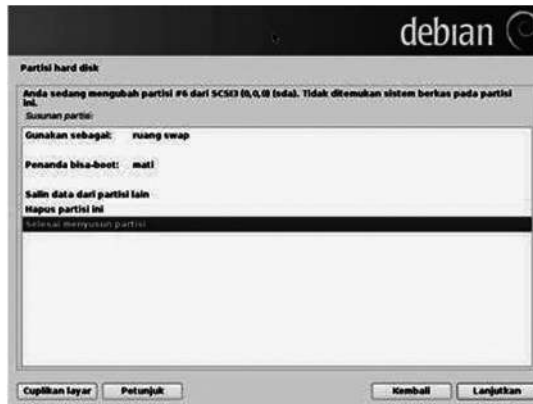 debian
Partisi hard disk
Anda sedang mengubah partisi #6 dari SCSI3 (0,0,0) (sda). Tidak ditemukan sistem berkas pada partisi
ini.
Susunan partisi:
Gunakan sebagai: ruang swap
Penanda bisa-boot: mati
Salin data dari partisi lain
Hapus partisi ini
Selesai menyusun partisi
Cuplikan layar Petunjuk Kembali Lanjutkan